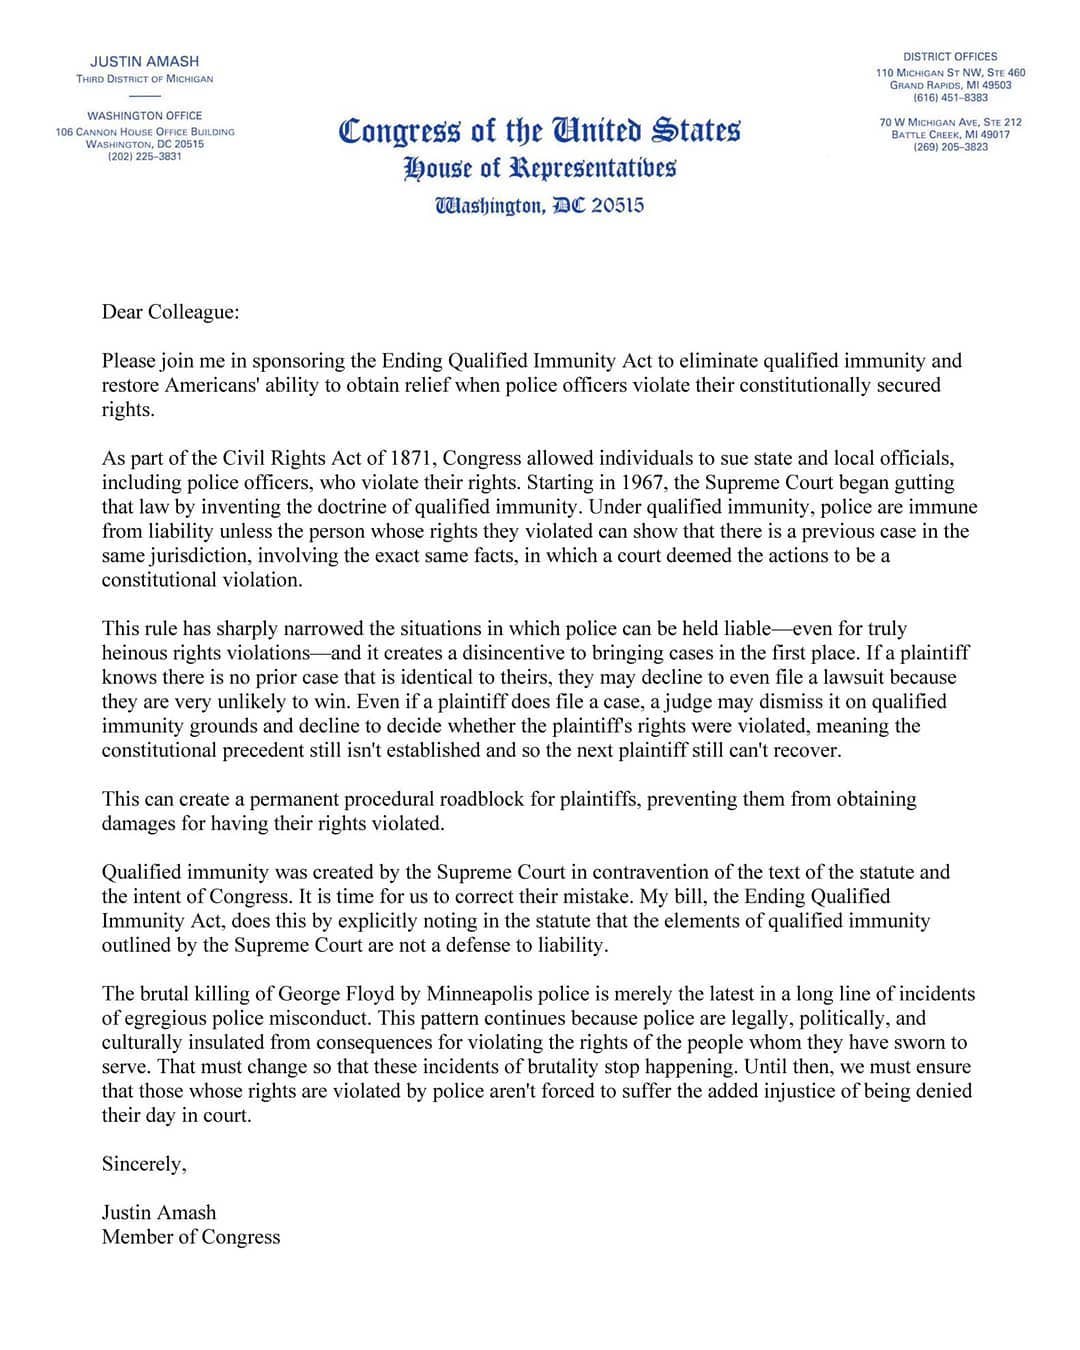 JUSTIN AMASH
THIRD DISTRICT OF MICHIGAN
WASHINGTON OFFICE
106 CANNON HOUSE OFFICE BUILDING
WASHINGTON, DC 20515
(202) 225–3831
DISTRICT OFFICES
110 MICHIGAN ST NW, STE 460
GRAND RAPIDS, MI 49503
(616) 451–8383
70 W MICHIGAN AVE, STE 212
BATTLE CREEK, MI 49017
(269) 205–3823
Congress of the United States
House of Representatives
Washington, DC 20515
Dear Colleague:
Please join me in sponsoring the Ending Qualified Immunity Act to eliminate qualified immunity and
restore Americans' ability to obtain relief when police officers violate their constitutionally secured
rights.
As part of the Civil Rights Act of 1871, Congress allowed individuals to sue state and local officials,
including police officers, who violate their rights. Starting in 1967, the Supreme Court began gutting
that law by inventing the doctrine of qualified immunity. Under qualified immunity, police are immune
from liability unless the person whose rights they violated can show that there is a previous case in the
same jurisdiction, involving the exact same facts, in which a court deemed the actions to be a
constitutional violation.
This rule has sharply narrowed the situations in which police can be held liable—even for truly
heinous rights violations—and it creates a disincentive to bringing cases in the first place. If a plaintiff
knows there is no prior case that is identical to theirs, they may decline to even file a lawsuit because
they are very unlikely to win. Even if a plaintiff does file a case, a judge may dismiss it on qualified
immunity grounds and decline to decide whether the plaintiff's rights were violated, meaning the
constitutional precedent still isn't established and so the next plaintiff still can't recover.
This can create a permanent procedural roadblock for plaintiffs, preventing them from obtaining
damages for having their rights violated.
Qualified immunity was created by the Supreme Court in contravention of the text of the statute and
the intent of Congress. It is time for us to correct their mistake. My bill, the Ending Qualified
Immunity Act, does this by explicitly noting in the statute that the elements of qualified immunity
outlined by the Supreme Court are not a defense to liability.
The brutal killing of George Floyd by Minneapolis police is merely the latest in a long line of incidents
of egregious police misconduct. This pattern continues because police are legally, politically, and
culturally insulated from consequences for violating the rights of the people whom they have sworn to
serve. That must change so that these incidents of brutality stop happening. Until then, we must ensure
that those whose rights are violated by police aren't forced to suffer the added injustice of being denied
their day in court.
Sincerely,
Justin Amash
Member of Congress